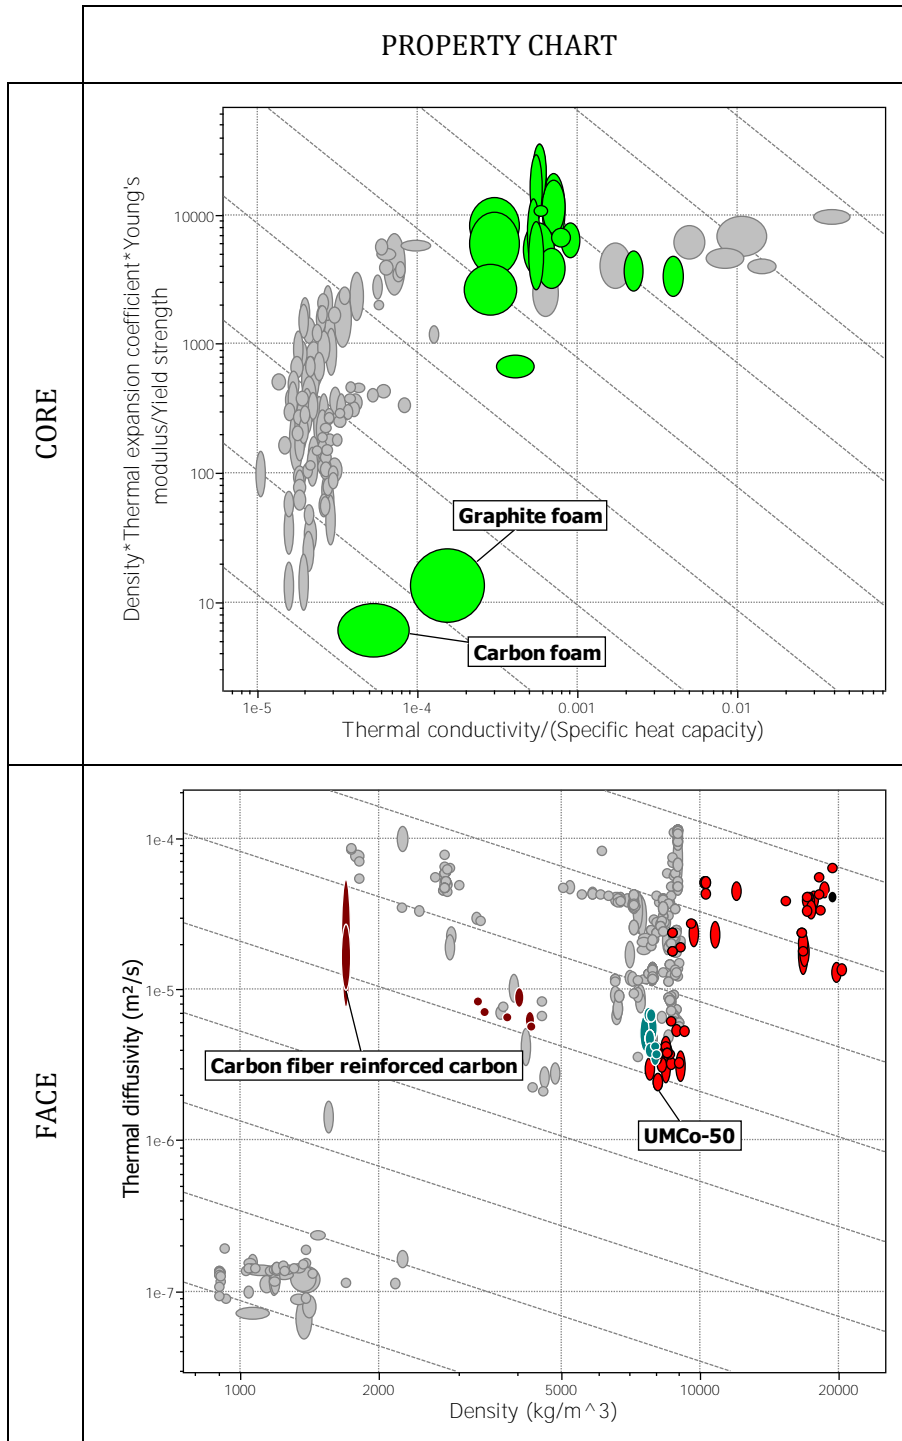 PROPERTY CHART
CORE
Density*Thermal expansion coefficient*Young's
modulus/Yield strength
10000
1000
100
10
Graphite foam
Carbon foam
1e-5
1e-4
0.001
0.01
Thermal conductivity/(Specific heat capacity)
FACE
Thermal diffusivity (m²/s)
1e-4
1e-5
1e-6
1e-7
Carbon fiber reinforced carbon
UMCo-50
1000
2000
5000
10000
20000
Density (kg/m^3)